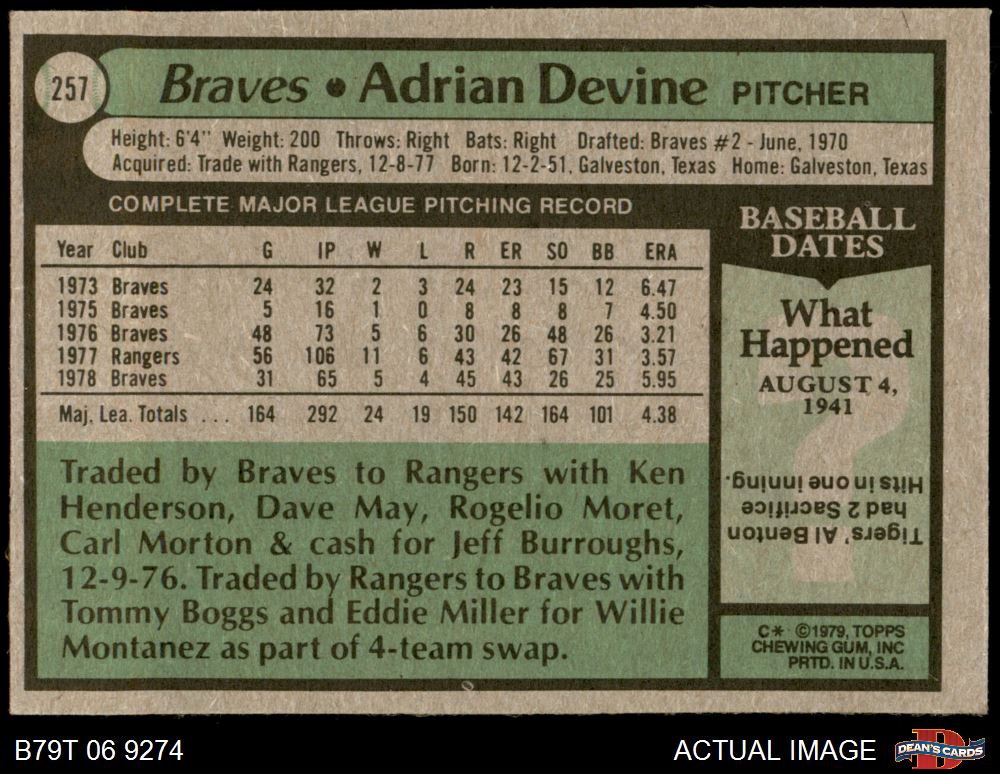 257
Braves • Adrian Devine PITCHER
Height: 6'4" Weight: 200 Throws: Right Bats: Right Drafted: Braves #2 - June, 1970
Acquired: Trade with Rangers, 12-8-77 Born: 12-2-51, Galveston, Texas Home: Galveston, Texas
COMPLETE MAJOR LEAGUE PITCHING RECORD
Year Club G IP W L R ER SO BB ERA
1973 Braves 24 32 2 3 24 23 15 12 6.47
1975 Braves 5 16 1 0 8 8 8 7 4.50
1976 Braves 48 73 5 6 30 26 48 26 3.21
1977 Rangers 56 106 11 6 43 42 67 31 3.57
1978 Braves 31 65 5 4 45 43 26 25 5.95
Maj. Lea. Totals ... 164 292 24 19 150 142 164 101 4.38
Traded by Braves to Rangers with Ken
Henderson, Dave May, Rogelio Moret,
Carl Morton & cash for Jeff Burroughs,
12-9-76. Traded by Rangers to Braves with
Tommy Boggs and Eddie Miller for Willie
Montanez as part of 4-team swap.
BASEBALL
DATES
What
Happened
AUGUST 4,
1941
?
Tigers' Al Benton
had 2 Sacrifice
Hits in one inning.
C* ©1979, TOPPS
CHEWING GUM, INC
PRTD. IN U.S.A.
B79T 06 9274
ACTUAL IMAGE
D
DEAN'S CARDS